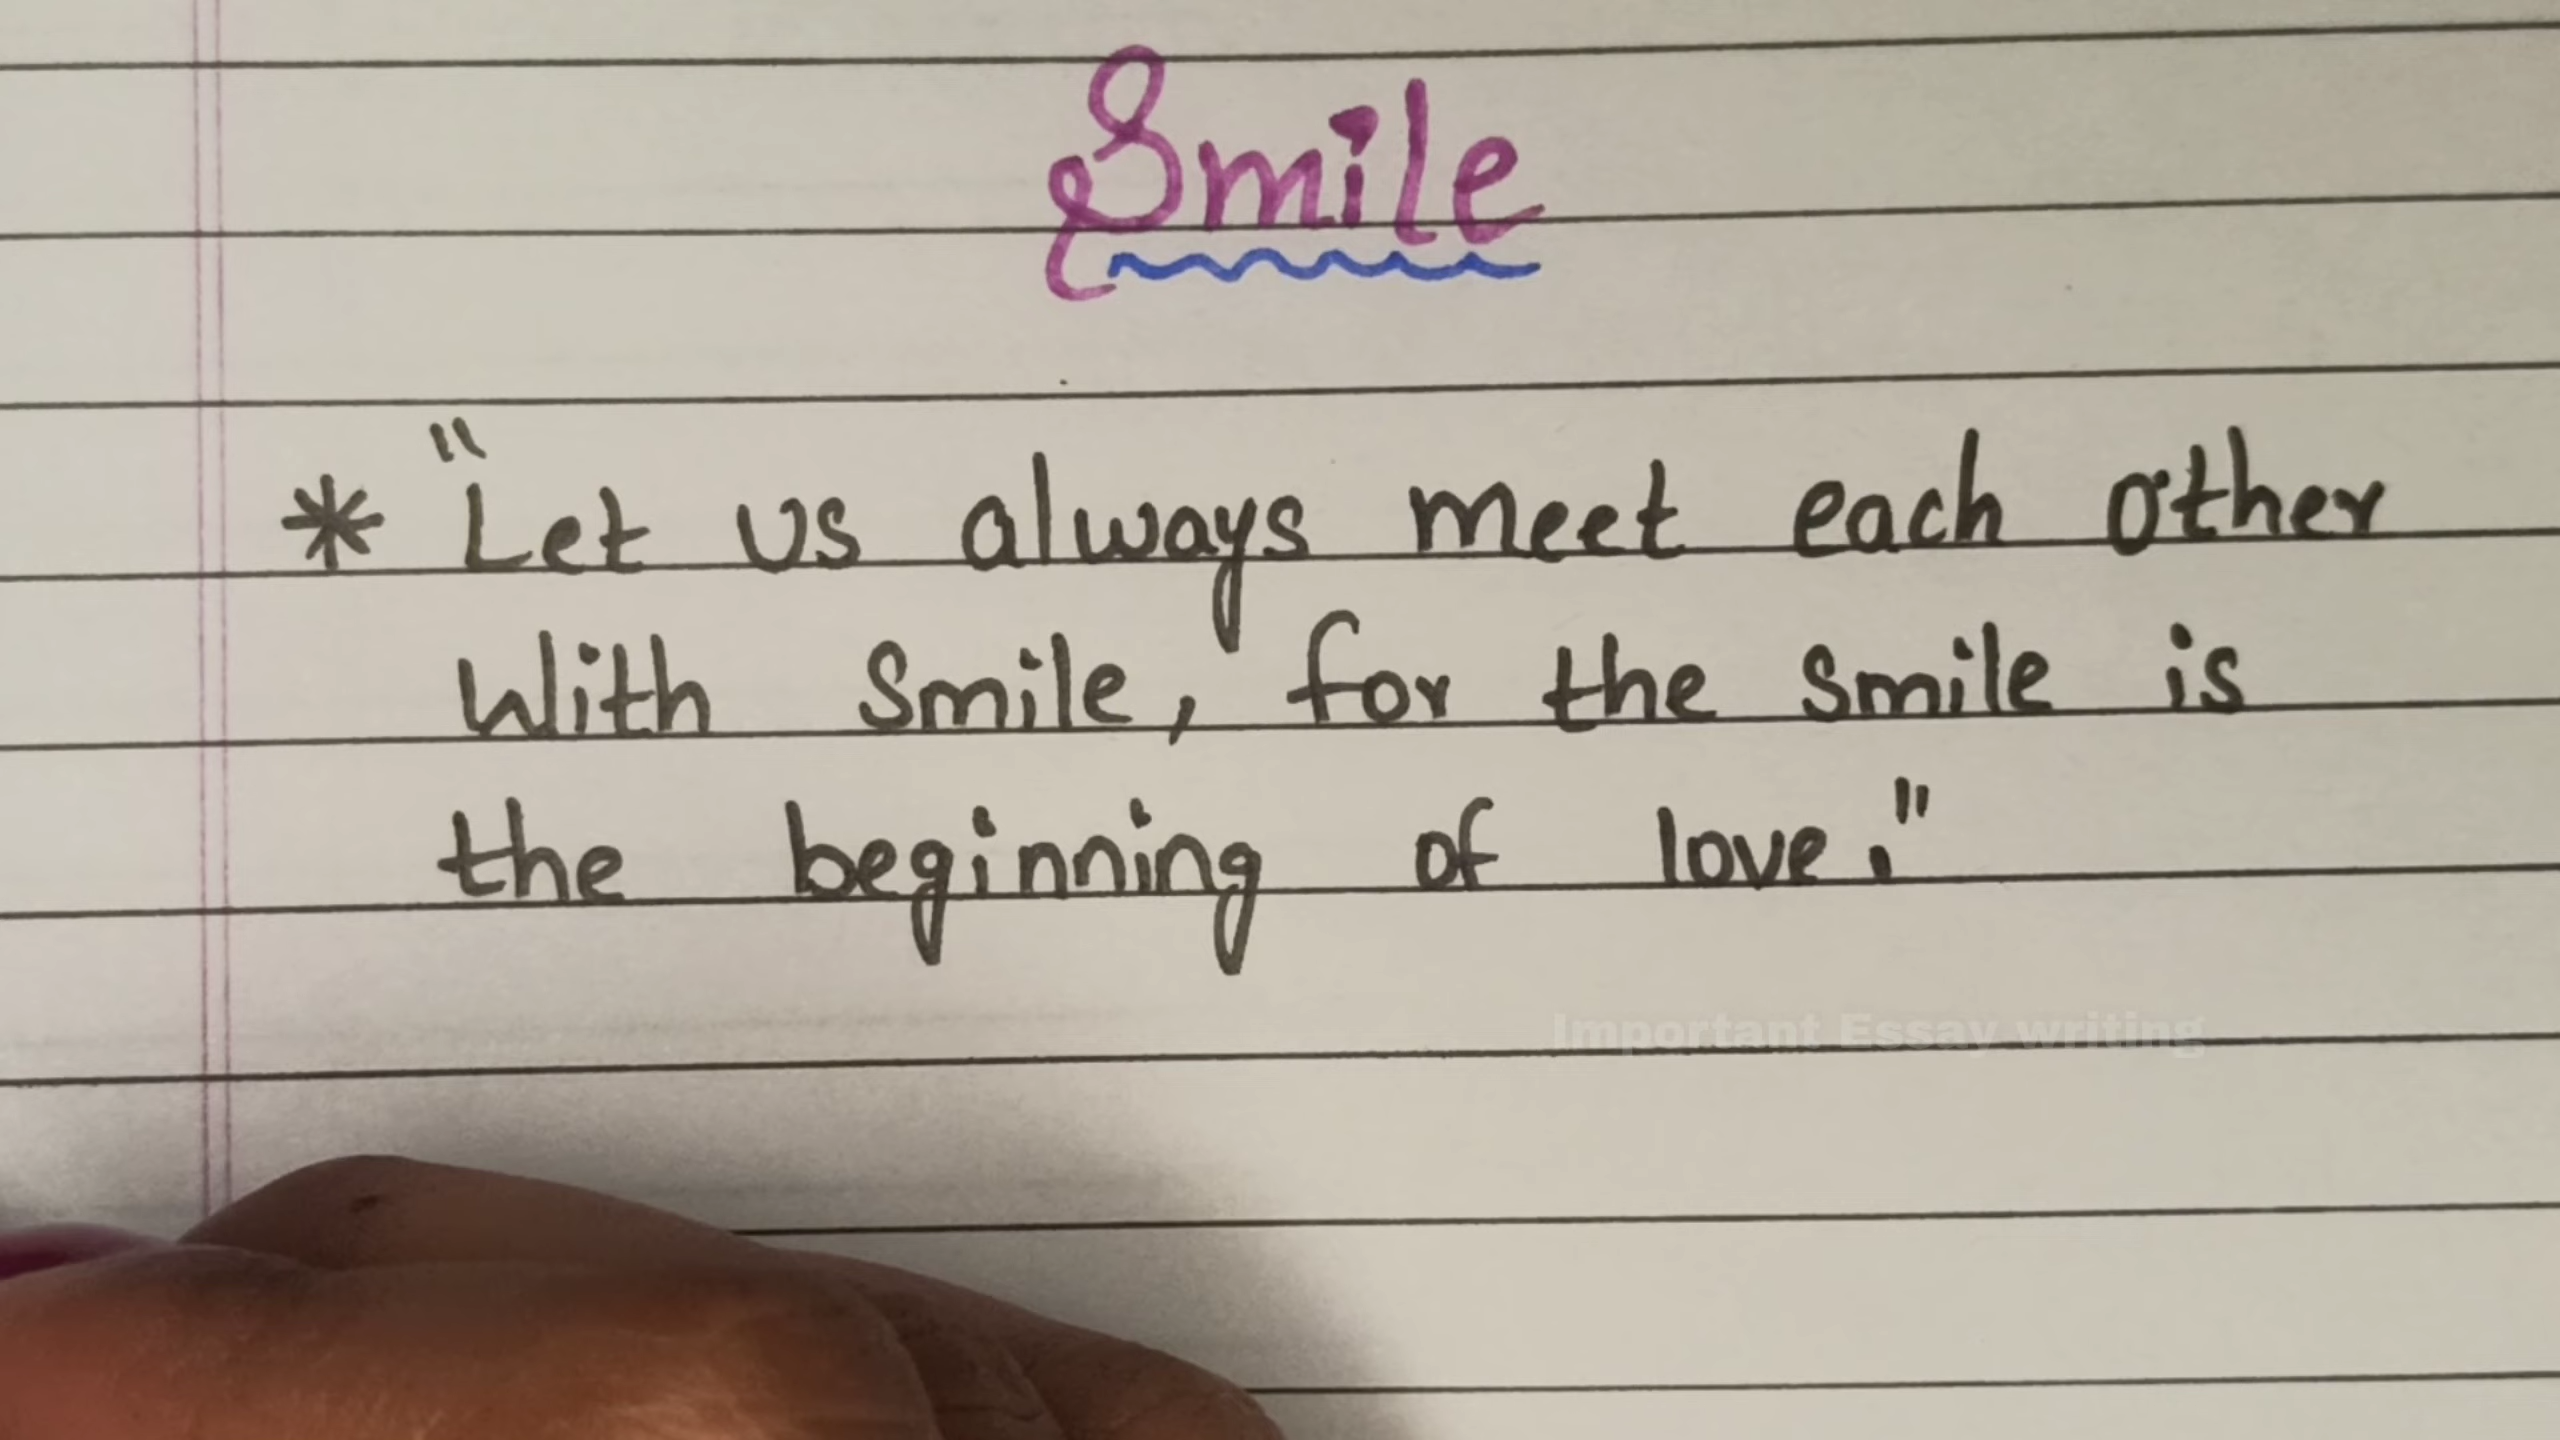 Smile
* "Let us always meet each other
With Smile, for the smile is
the beginning of love."
Important Essay writing